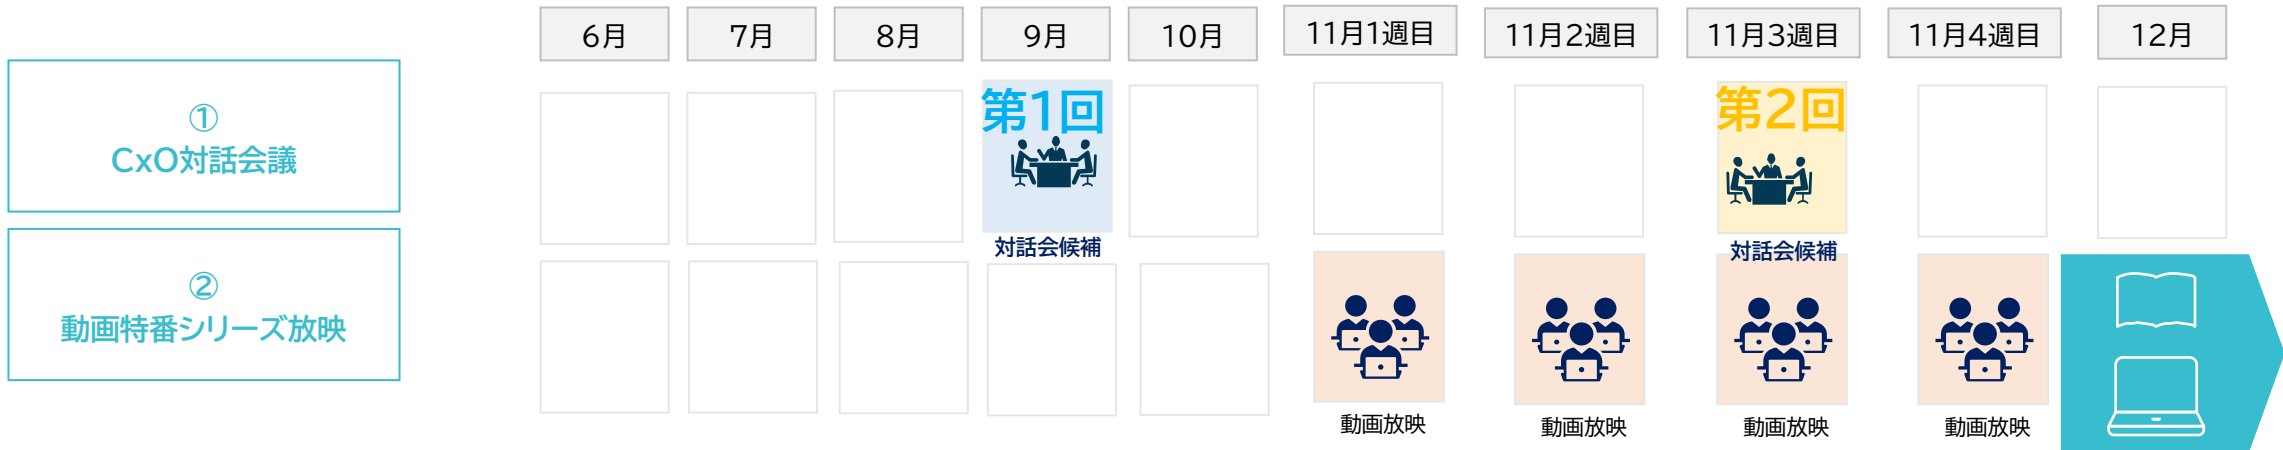 6月
7月
8月
9月
10月
11月1週目
11月2週目
11月3週目
11月4週目
12月
①
CxO対話会議
第1回
対話会候補
第2回
対話会候補
②
動画特番シリーズ放映
動画放映
動画放映
動画放映
動画放映